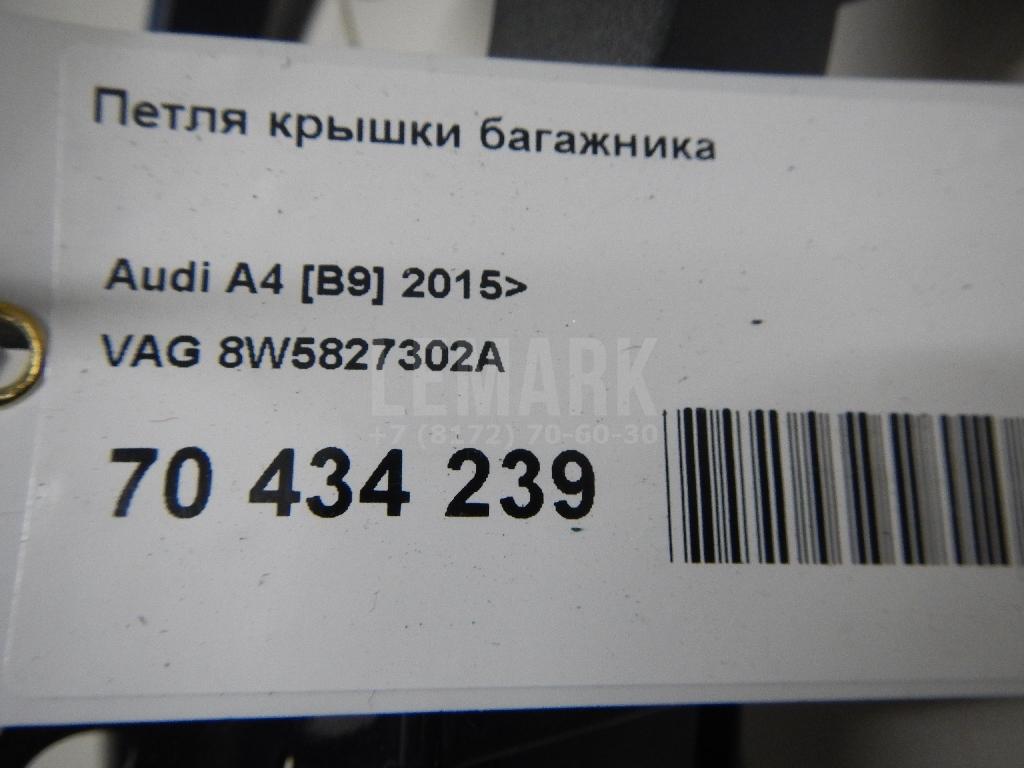 Петля крышки багажника
Audi A4 [B9] 2015>
VAG 8W5827302A
LEMARK
+7 (8172) 70-60-30
70 434 239